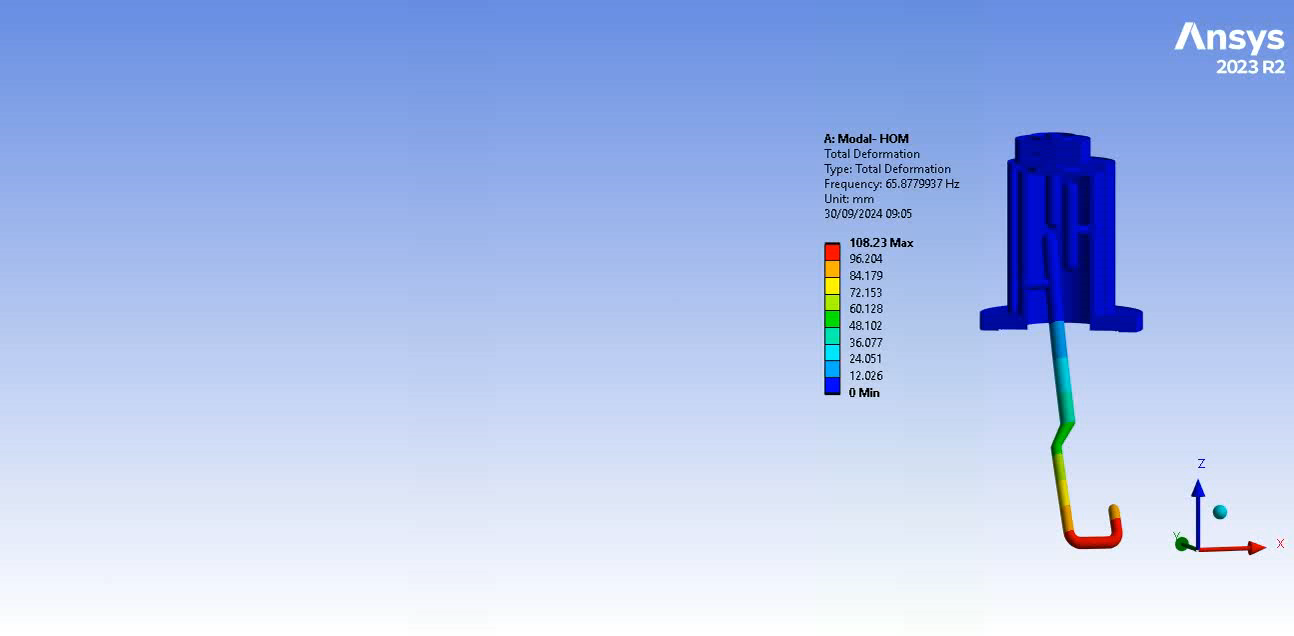 Ansys
2023 R2
A: Modal- HOM
Total Deformation
Type: Total Deformation
Frequency: 65.8779937 Hz
Unit: mm
30/09/2024 09:05
108.23 Max
96.204
84.179
72.153
60.128
48.102
36.077
24.051
12.026
0 Min
Z
Y
X